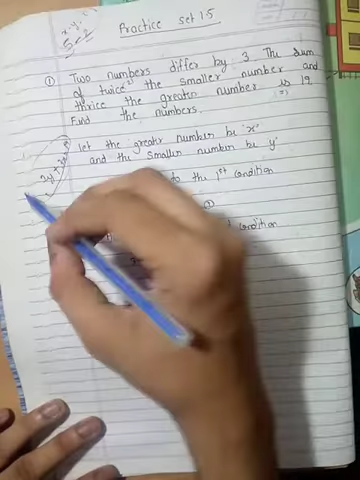 Practice set 1.5
5-2
① Two numbers differ by 3. The sum
of twice the smaller number and
thrice the greater number is 19
Find the numbers.
let the greater number be 'x'
and the smaller number be 'y'
to the 1st condition
condition